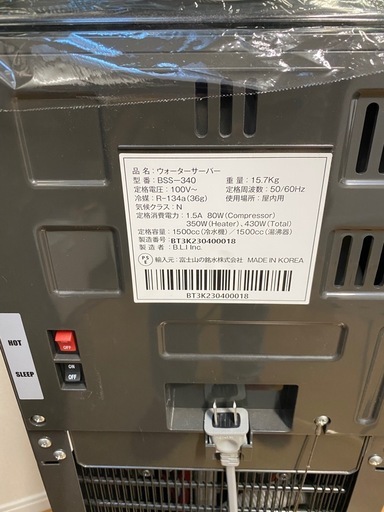 品 名：ウォーターサーバー
型 番：BSS−340 重 量：15.7Kg
定格電圧：100V〜 定格周波数：50/60Hz
冷媒：R−134a(36g) 使用場所：屋内用
気候クラス：N
定格消費電力：1.5A 80W(Compressor)
350W(Heater), 430W(Total)
定格容量：1500cc(冷水機)／1500cc(湯沸器)
製造番号：BT3K230400018
製造者：B.L.I Inc.
PSE 輸入元：富士山の銘水株式会社 MADE IN KOREA
BT3K230400018
HOT
OFF
ON
SLEEP
OFF